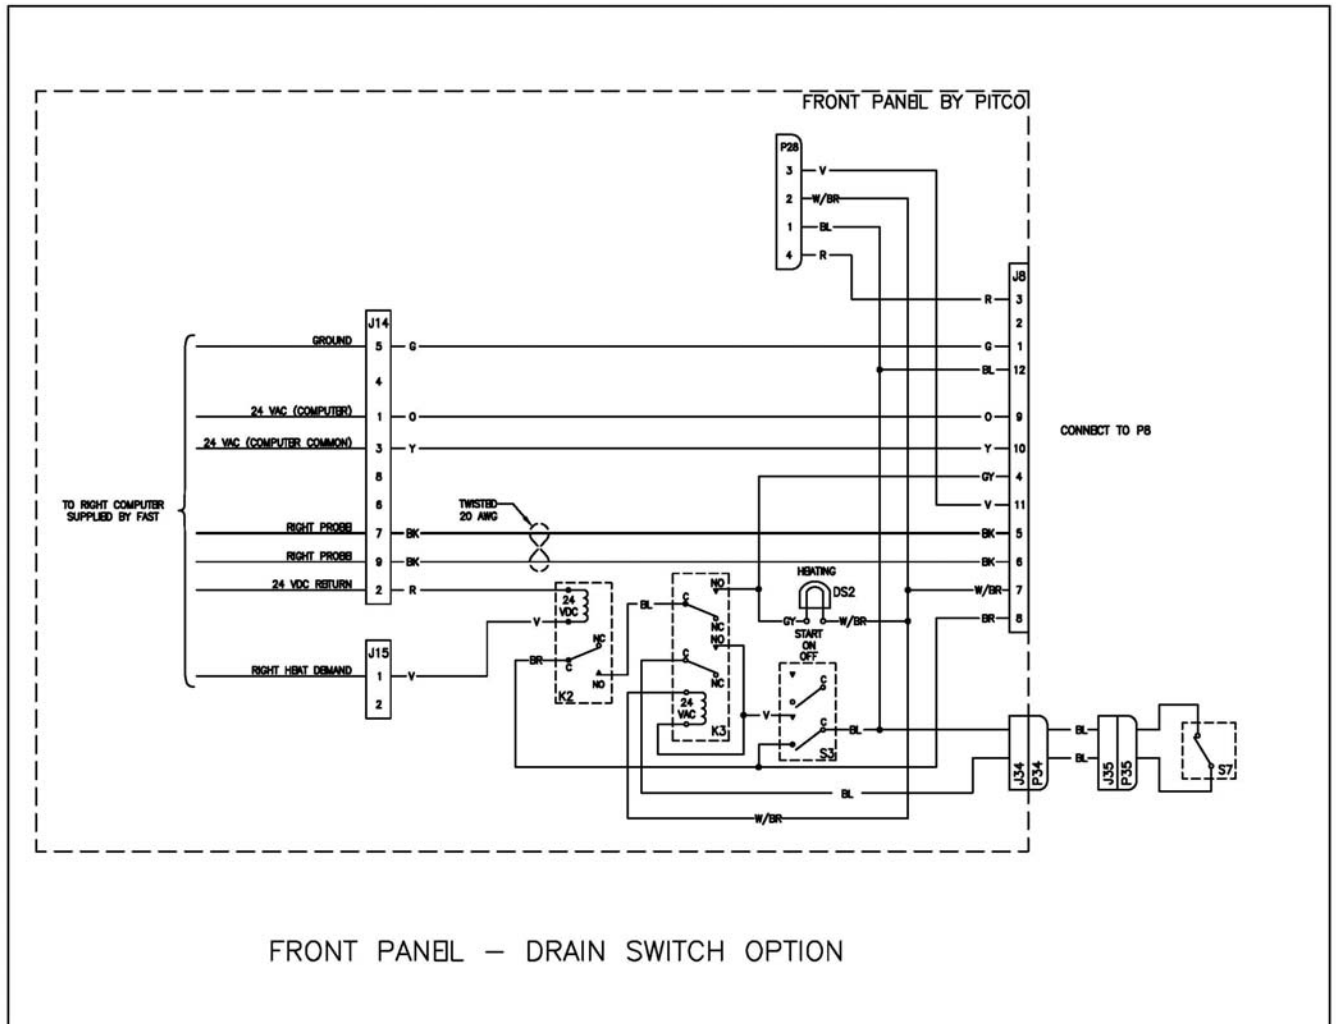 FRONT PANEL BY PITCO
P28
3 V
2 W/BR
1 BL
4 R
J8
R 3
2
G 1
BL 12
O 9
Y 10
GY 4
V 11
BK 5
BK 6
W/BR 7
BR 8
CONNECT TO P6
J14
GROUND 5 G
4
24 VAC (COMPUTER) 1 O
24 VAC (COMPUTER COMMON) 3 Y
8
6
RIGHT PROBE 7 BK
RIGHT PROBE 9 BK
24 VDC RETURN 2 R
TO RIGHT COMPUTER
SUPPLIED BY FAST
TWISTED
20 AWG
J15
RIGHT HEAT DEMAND 1 V
2
V
24
VDC
NC
BR
C
NO
K2
BL
C
NO
NC
NO
C
NC
24
VAC
K3
HEATING
DS2
GY
W/BR
START
ON
OFF
C
V
C
BL
S3
BL
W/BR
J34
P34
BL
BL
J35
P35
S7
FRONT PANEL - DRAIN SWITCH OPTION